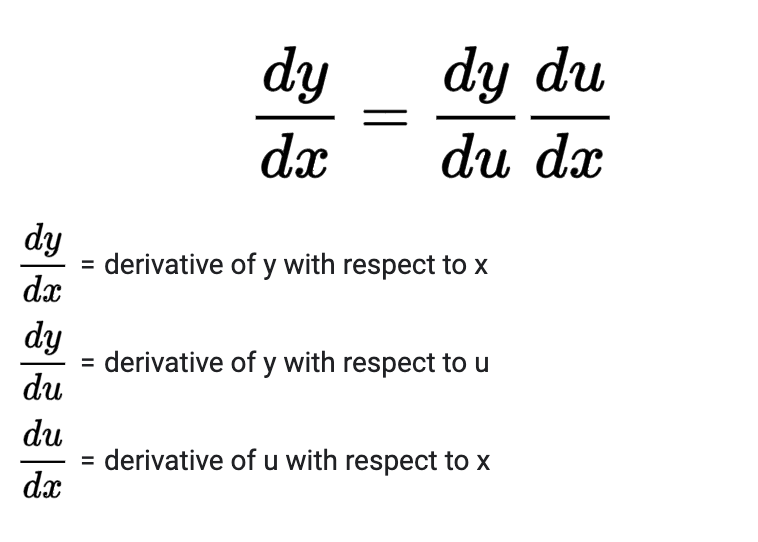 dy/dx = dy/du du/dx
dy/dx = derivative of y with respect to x
dy/du = derivative of y with respect to u
du/dx = derivative of u with respect to x